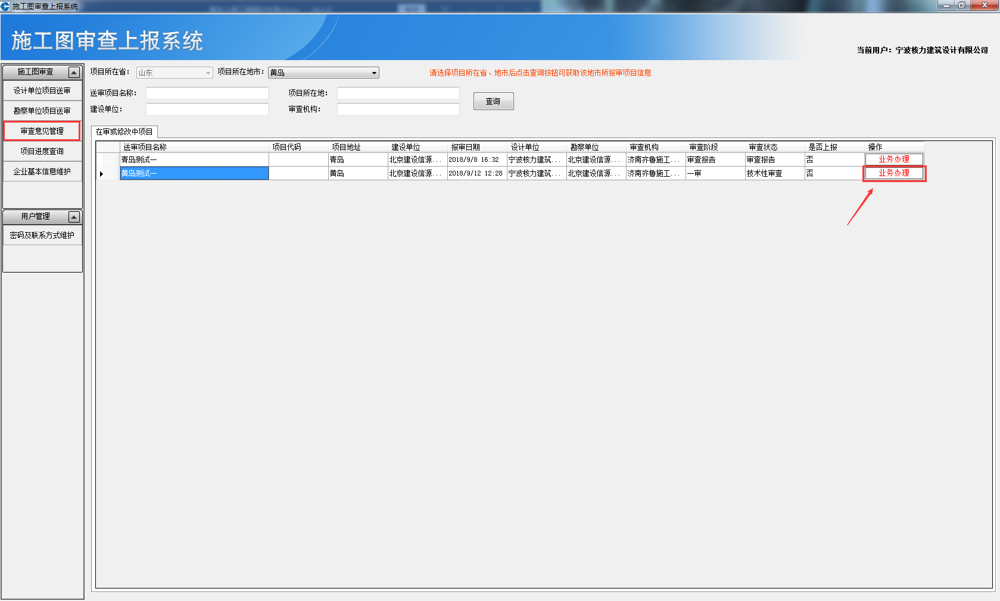 施工图审查上报系统
施工图审查上报系统
当前用户：宁波核力建筑设计有限公司
施工图审查
设计单位项目送审
勘察单位项目送审
审查意见管理
项目进度查询
企业基本信息维护
用户管理
密码及联系方式维护
项目所在省： 山东 项目所在地市： 黄岛 请选择项目所在省、地市后点击查询按钮可获取该地市所报审项目信息
送审项目名称： 项目所在地：
查询
建设单位： 审查机构：
在审或修改中项目
送审项目名称 项目代码 项目地址 建设单位 报审日期 设计单位 勘察单位 审查机构 审查阶段 审查状态 是否上报 操作
青岛测试一 青岛 北京建设信源... 2018/9/8 16:32 宁波核力建筑... 北京建设信源... 济南齐鲁施工... 审查报告 审查报告 否 业务办理
黄岛测试一 黄岛 北京建设信源... 2018/9/12 12:28 宁波核力建筑... 北京建设信源... 济南齐鲁施工... 一审 技术性审查 否 业务办理